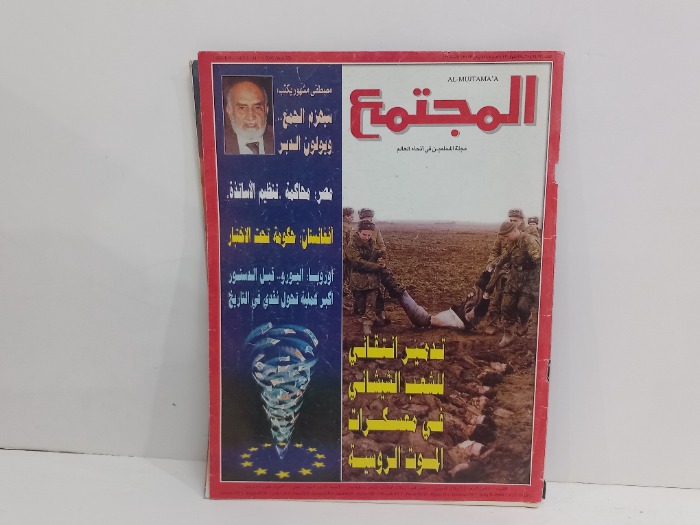 AL-MUJTAMA'A
المجتمع
مجلة المسلمين في أنحاء العالم
مصطفى مشهور يكتب:
سيهزم الجمع..
ويولون الدبر
مصر: محاكمة «تنظيم الأساتذة»
أفغانستان: حكومة تحت الاختبار
أوروبا: اليورو.. قبل الدستور
أكبر عملية تحول نقدي في التاريخ
تدمير انتقائي
للشعب الشيشاني
في معسكرات
الموت الروسية